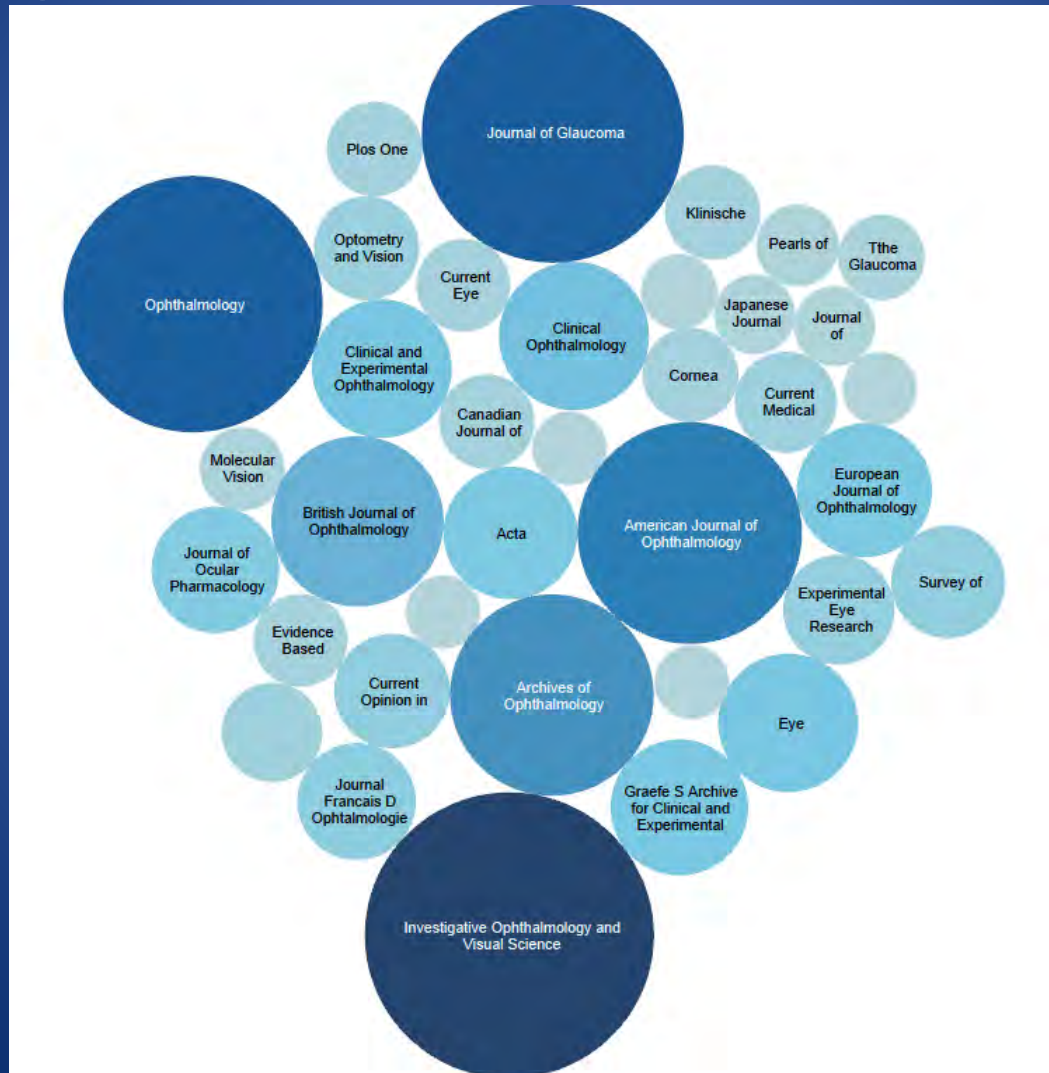 Journal of Glaucoma
Plos One
Klinische
Optometry
and Vision
Pearls of
Tthe
Glaucoma
Current
Eye
Ophthalmology
Japanese
Journal
Journal
of
Clinical
Ophthalmology
Clinical and
Experimental
Ophthalmology
Cornea
Current
Medical
Canadian
Journal of
Molecular
Vision
European
Journal of
Ophthalmology
British Journal of
Ophthalmology
Acta
American Journal of
Ophthalmology
Journal of
Ocular
Pharmacology
Survey of
Experimental
Eye
Research
Evidence
Based
Current
Opinion in
Archives of
Ophthalmology
Eye
Journal
Francais D
Ophtalmologie
Graefe S Archive
for Clinical and
Experimental
Investigative Ophthalmology and
Visual Science